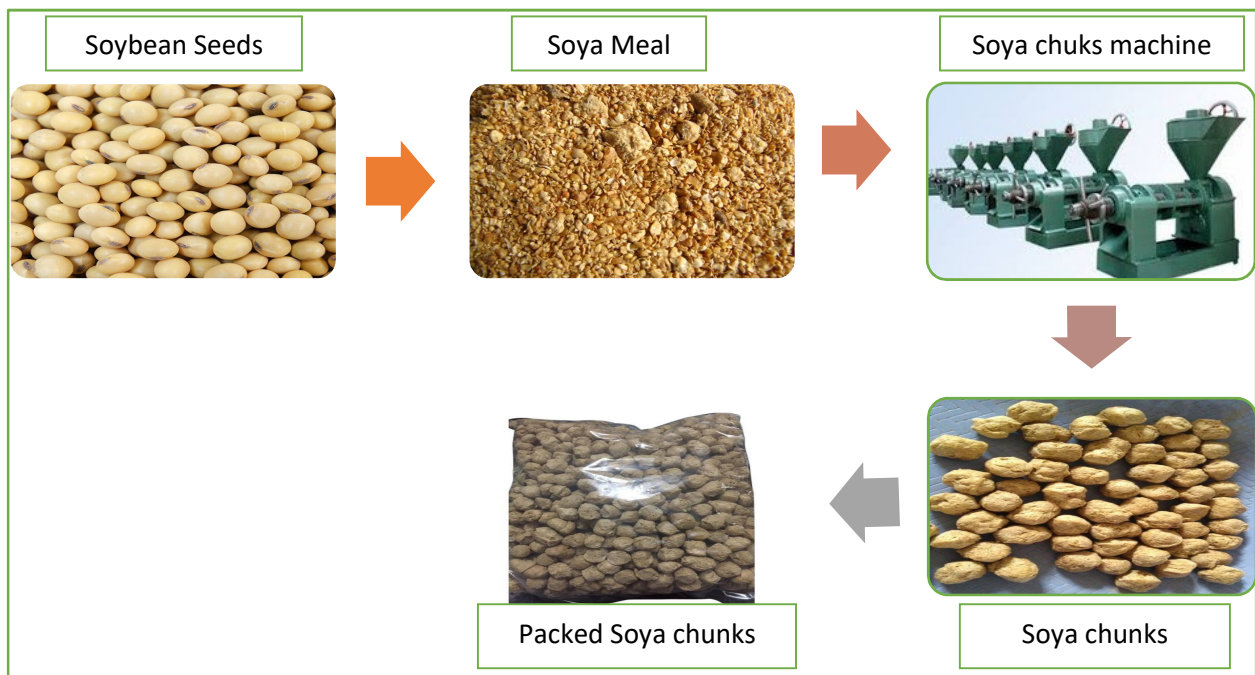 Soybean Seeds
Soya Meal
Soya chuks machine
Packed Soya chunks
Soya chunks